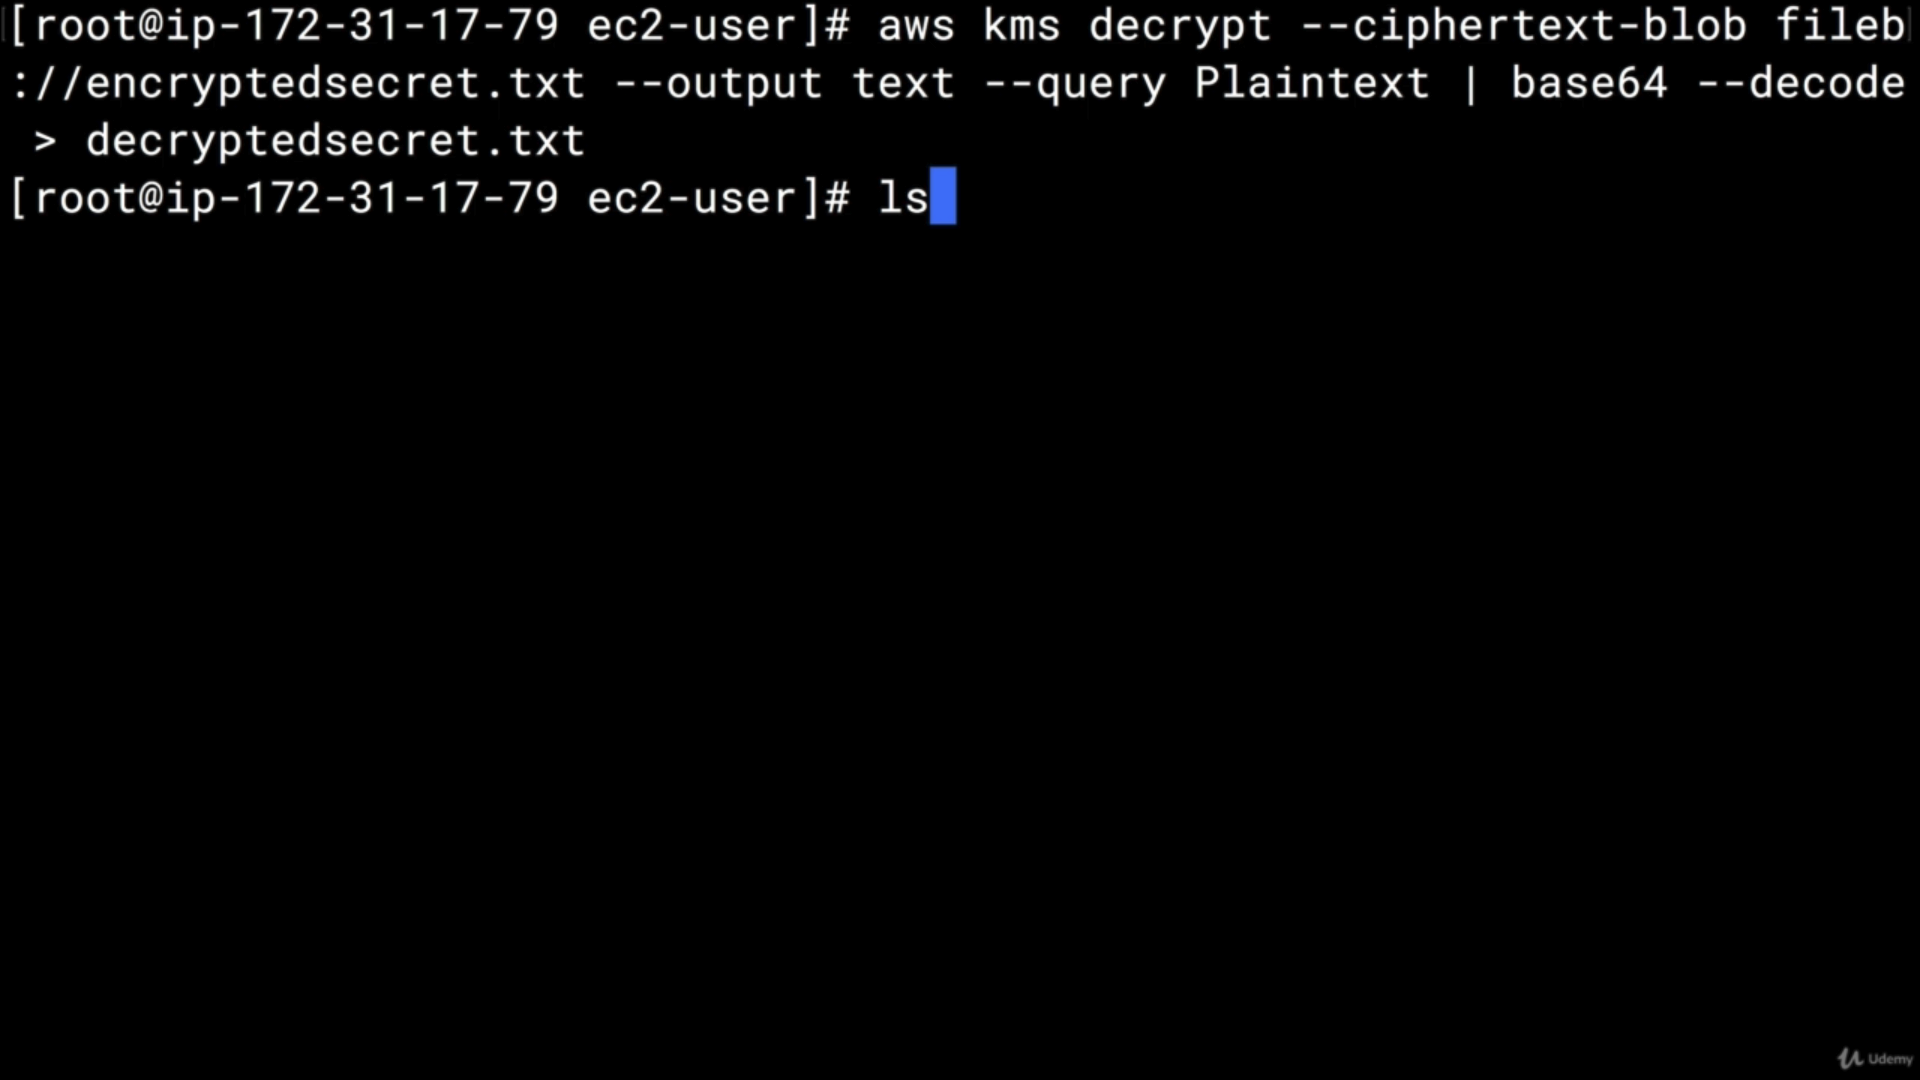 [root@ip-172-31-17-79 ec2-user]# aws kms decrypt --ciphertext-blob fileb
://encryptedsecret.txt --output text --query Plaintext | base64 --decode
 > decryptedsecret.txt
[root@ip-172-31-17-79 ec2-user]# ls
Udemy